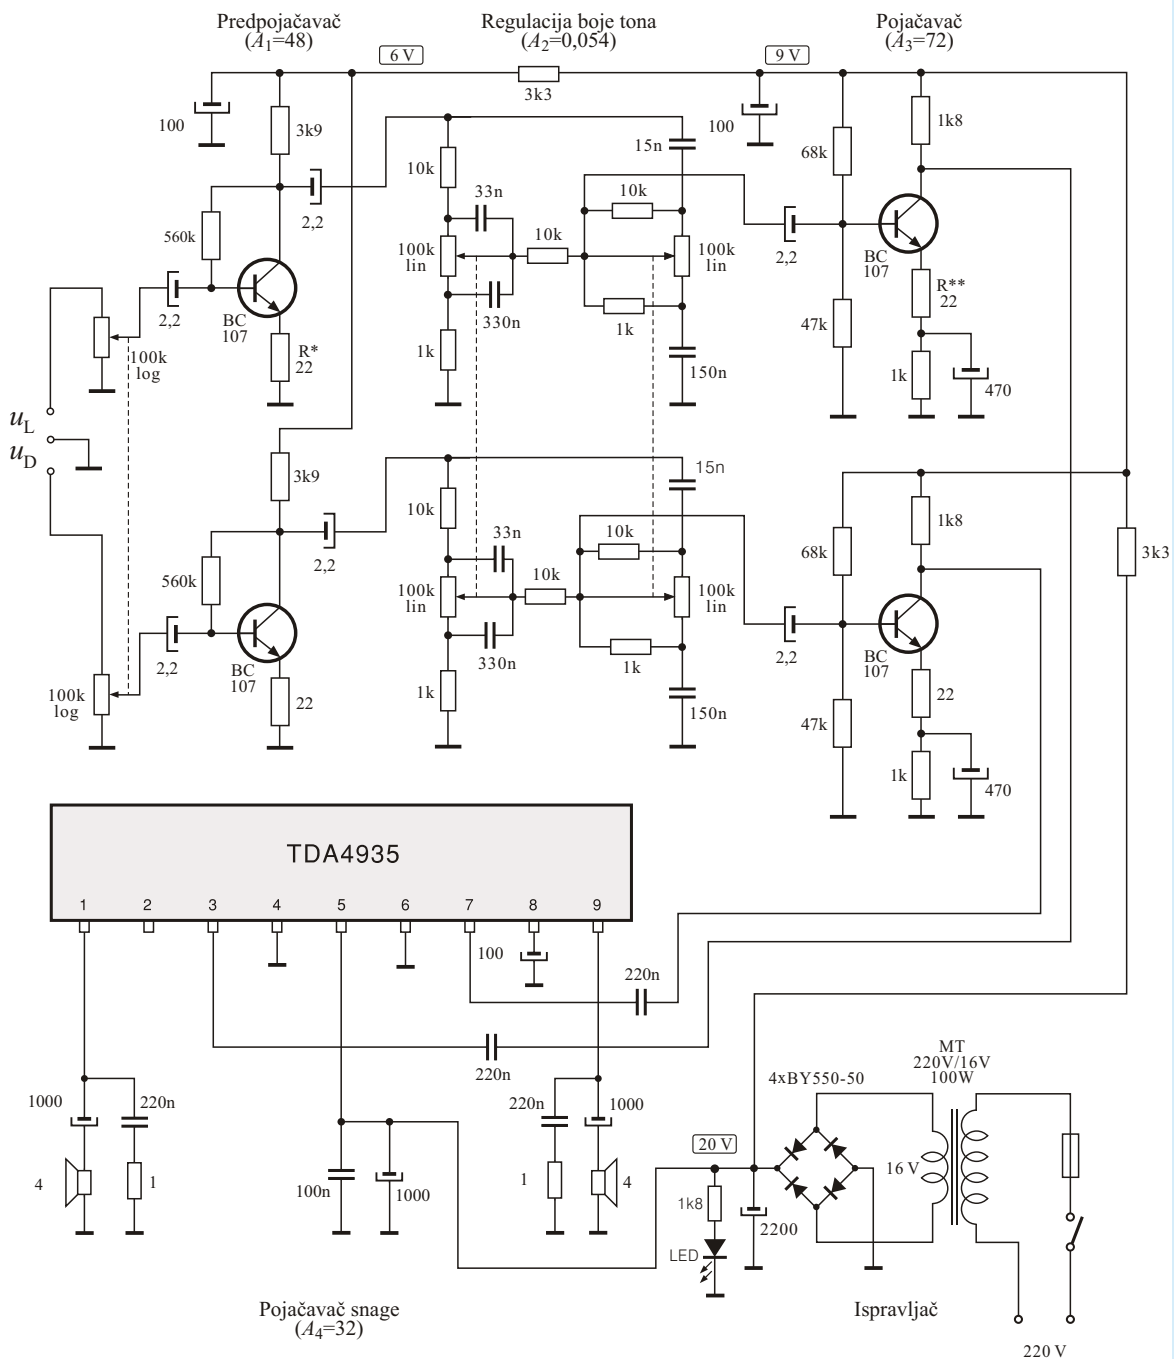 Predpojačavač
(A1=48)
Regulacija boje tona
(A2=0,054)
Pojačavač
(A3=72)
6 V
9 V
3k3
100
3k9
15n
100
1k8
68k
10k
33n
10k
2,2
560k
100k
lin
10k
100k
lin
2,2
BC
107
R**
22
2,2
BC
107
330n
1k
47k
100k
log
R*
22
1k
150n
1k
470
uL
uD
3k9
15n
1k8
10k
33n
10k
68k
3k3
2,2
560k
100k
lin
10k
100k
lin
2,2
BC
107
2,2
BC
107
330n
1k
22
100k
log
22
1k
150n
47k
1k
470
TDA4935
1 2 3 4 5 6 7 8 9
100
220n
220n
MT
220V/16V
100W
4xBY550-50
1000
220n
220n
1000
20 V
16 V
4
1
100n
1000
1
4
1k8
2200
LED
Pojačavač snage
(A4=32)
Ispravljač
220 V